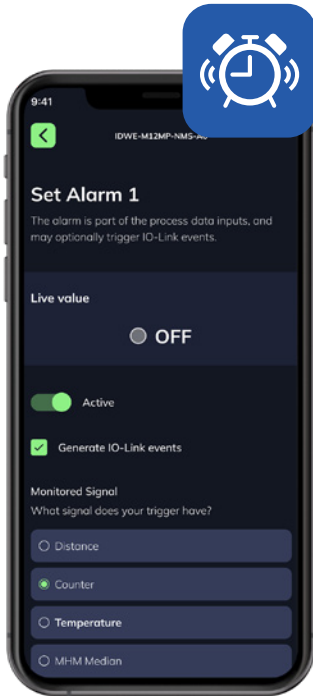 9:41
IDWE-M12MP-NMS-A0
Set Alarm 1
The alarm is part of the process data inputs, and
may optionally trigger IO-Link events.
Live value
OFF
Active
Generate IO-Link events
Monitored Signal
What signal does your trigger have?
Distance
Counter
Temperature
MHM Median